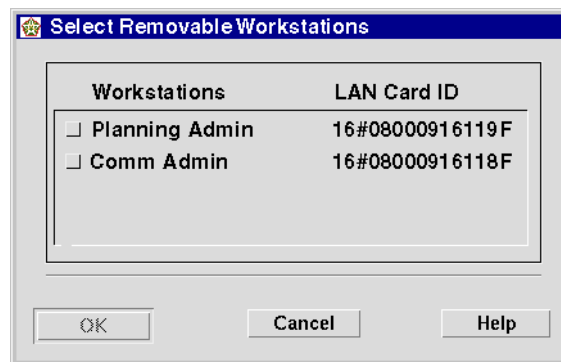 Select Removable Workstations
Workstations LAN Card ID
Planning Admin 16#08000916119F
Comm Admin 16#08000916118F
OK Cancel Help